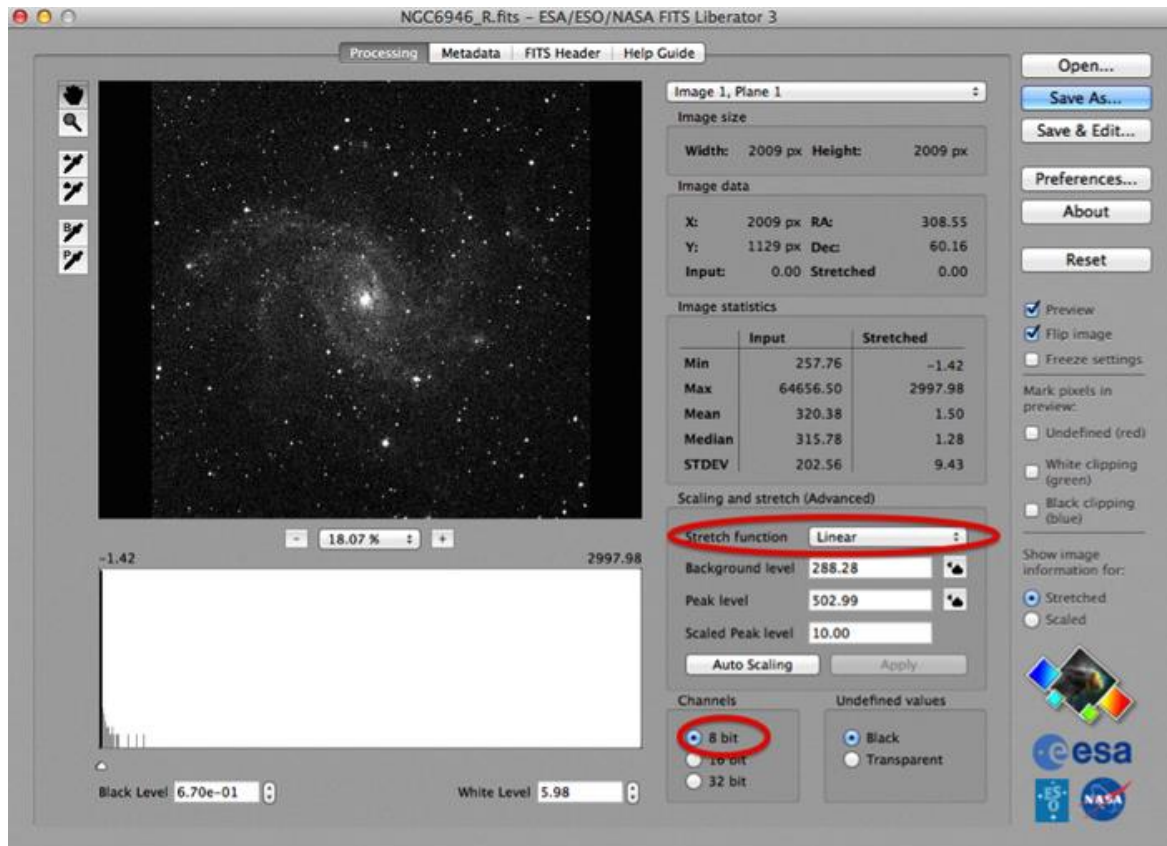 NGC6946_R.fits – ESA/ESO/NASA FITS Liberator 3
Processing Metadata FITS Header Help Guide
Open...
Save As...
Save & Edit...
Preferences...
About
Reset
Preview
Flip image
Freeze settings
Mark pixels in
preview:
Undefined (red)
White clipping
(green)
Black clipping
(blue)
Show image
information for:
Stretched
Scaled
Image 1, Plane 1
Image size
Width: 2009 px Height: 2009 px
Image data
X: 2009 px RA: 308.55
Y: 1129 px Dec: 60.16
Input: 0.00 Stretched 0.00
Image statistics
Input Stretched
Min 257.76 -1.42
Max 64656.50 2997.98
Mean 320.38 1.50
Median 315.78 1.28
STDEV 202.56 9.43
Scaling and stretch (Advanced)
Stretch function Linear
Background level 288.28
Peak level 502.99
Scaled Peak level 10.00
Auto Scaling Apply
Channels
8 bit
16 bit
32 bit
Undefined values
Black
Transparent
B
P
- 18.07 % +
-1.42 2997.98
Black Level 6.70e-01
White Level 5.98
esa
ES
O
NASA